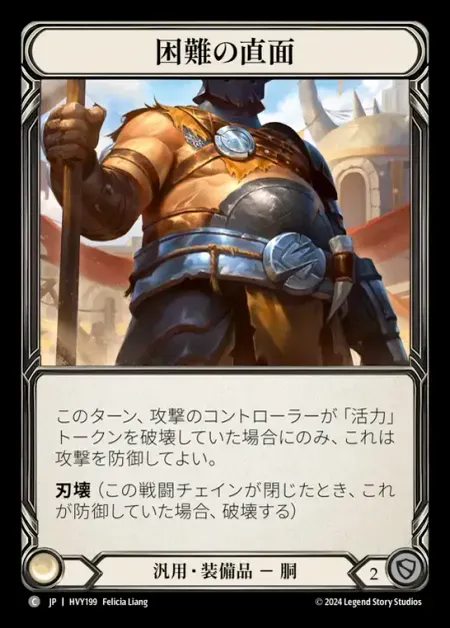 困難の直面
このターン、攻撃のコントローラーが「活力」
トークンを破壊していた場合にのみ、これは
攻撃を防御してよい。
刃壊（この戦闘チェインが閉じたとき、これ
が防御していた場合、破壊する）
汎用・装備品 － 胴
2
C JP | HVY199 Felicia Liang
© 2024 Legend Story Studios